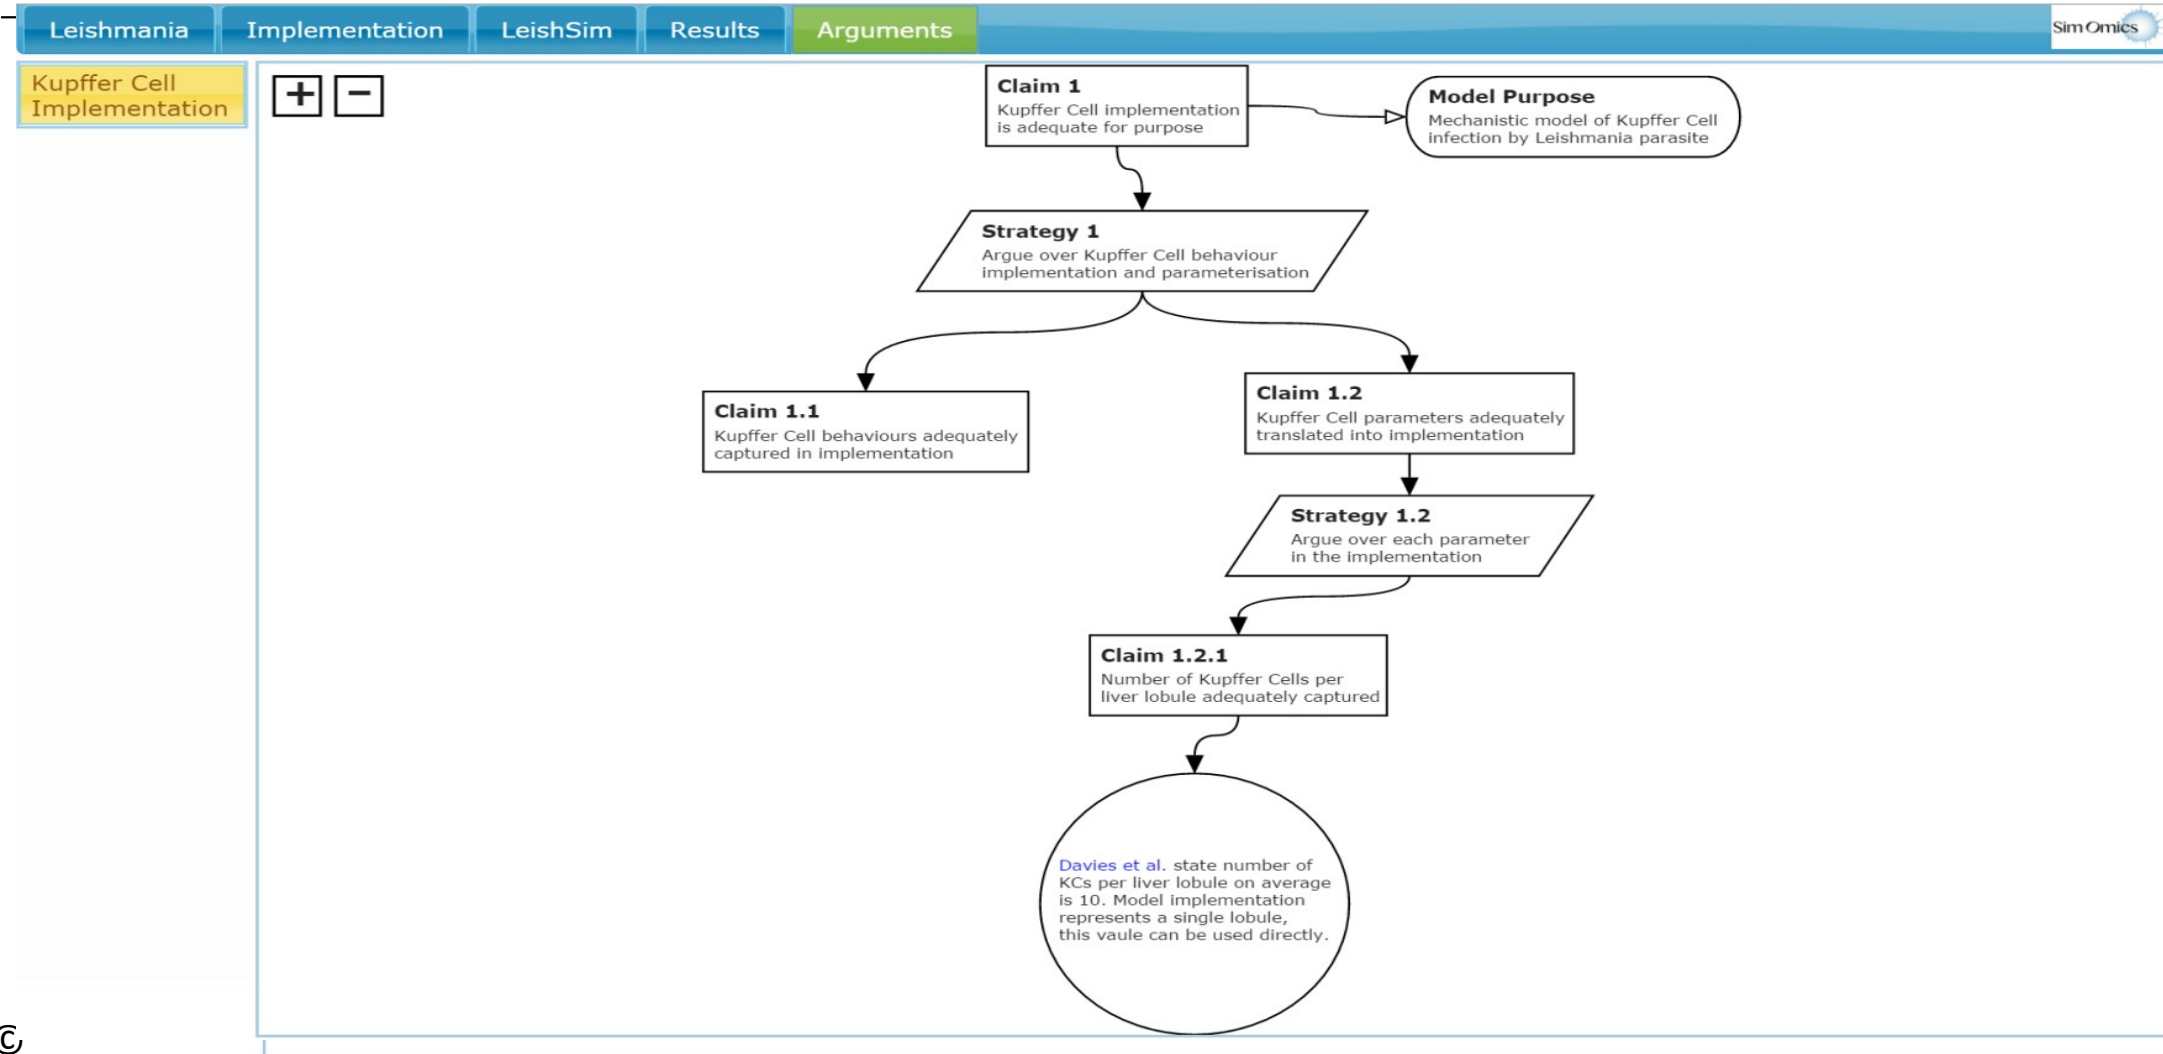 Leishmania
Implementation
LeishSim
Results
Arguments
Sim Omics
Kupffer Cell
Implementation
+
−
Claim 1
Kupffer Cell implementation
is adequate for purpose
Model Purpose
Mechanistic model of Kupffer Cell
infection by Leishmania parasite
Strategy 1
Argue over Kupffer Cell behaviour
implementation and parameterisation
Claim 1.1
Kupffer Cell behaviours adequately
captured in implementation
Claim 1.2
Kupffer Cell parameters adequately
translated into implementation
Strategy 1.2
Argue over each parameter
in the implementation
Claim 1.2.1
Number of Kupffer Cells per
liver lobule adequately captured
Davies et al. state number of
KCs per liver lobule on average
is 10. Model implementation
represents a single lobule,
this vaule can be used directly.